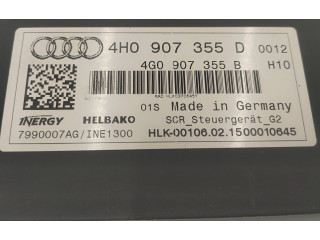 4H0 907 355 D 0012
4G0 907 355 B H10
01S Made in Germany
INERGY HELBAKO SCR_Steuergerät_G2
7990007AG/INE1300 HLK-00106.02.1500010645